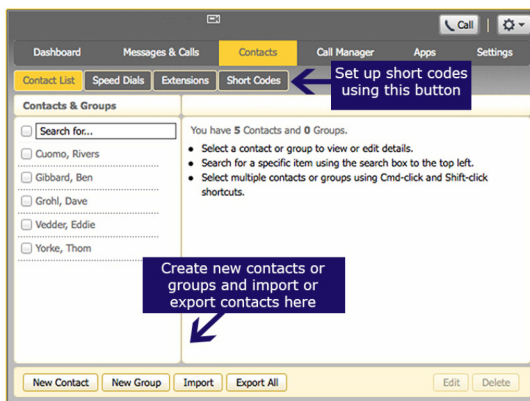 Call
Dashboard Messages & Calls Contacts Call Manager Apps Settings
Contact List Speed Dials Extensions Short Codes
Set up short codes
using this button
Contacts & Groups
Search for...
Cuomo, Rivers
Gibbard, Ben
Grohl, Dave
Vedder, Eddie
Yorke, Thom
You have 5 Contacts and 0 Groups.
• Select a contact or group to view or edit details.
• Search for a specific item using the search box to the top left.
• Select multiple contacts or groups using Cmd-click and Shift-click
shortcuts.
Create new contacts or
groups and import or
export contacts here
New Contact New Group Import Export All Edit Delete